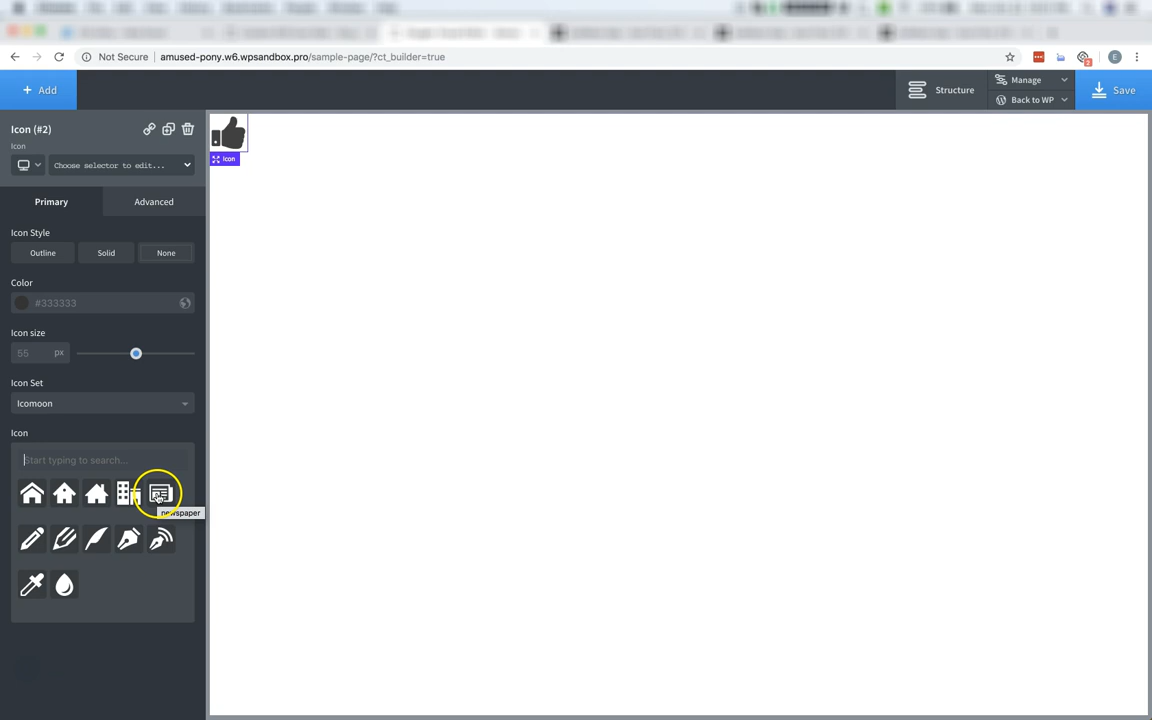 Not Secure amused-pony.w6.wpsandbox.pro/sample-page/?ct_builder=true
2
E
+ Add
Structure
Manage
Back to WP
Save
Icon (#2)
Icon
Choose selector to edit...
Icon
Primary
Advanced
Icon Style
Outline
Solid
None
Color
#333333
Icon size
55 px
Icon Set
Icomoon
Icon
Start typing to search...
newspaper